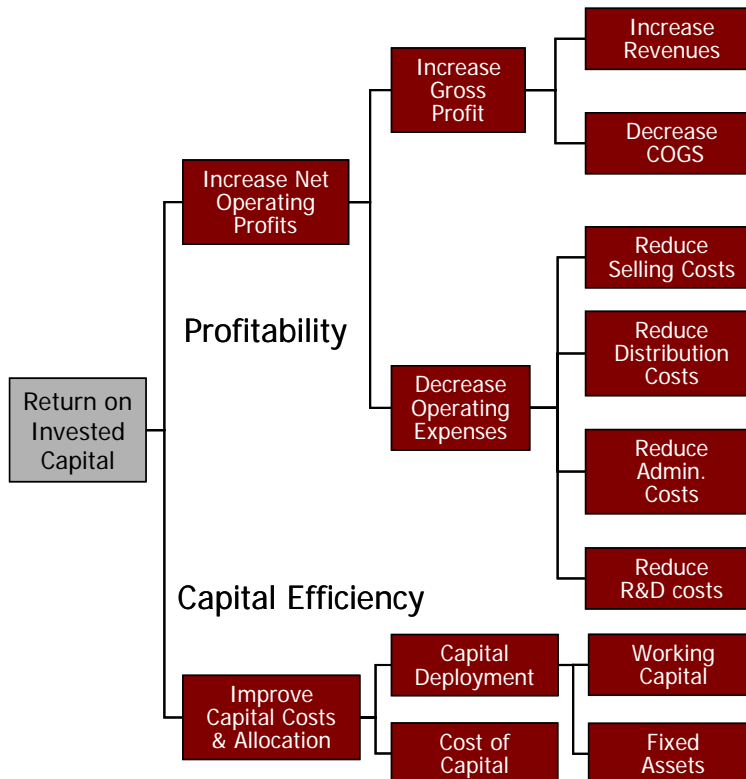 Increase
Revenues
Increase
Gross
Profit
Decrease
COGS
Increase Net
Operating
Profits
Reduce
Selling Costs
Profitability
Reduce
Distribution
Costs
Return on
Invested
Capital
Decrease
Operating
Expenses
Reduce
Admin.
Costs
Reduce
R&D costs
Capital Efficiency
Capital
Deployment
Working
Capital
Improve
Capital Costs
& Allocation
Cost of
Capital
Fixed
Assets